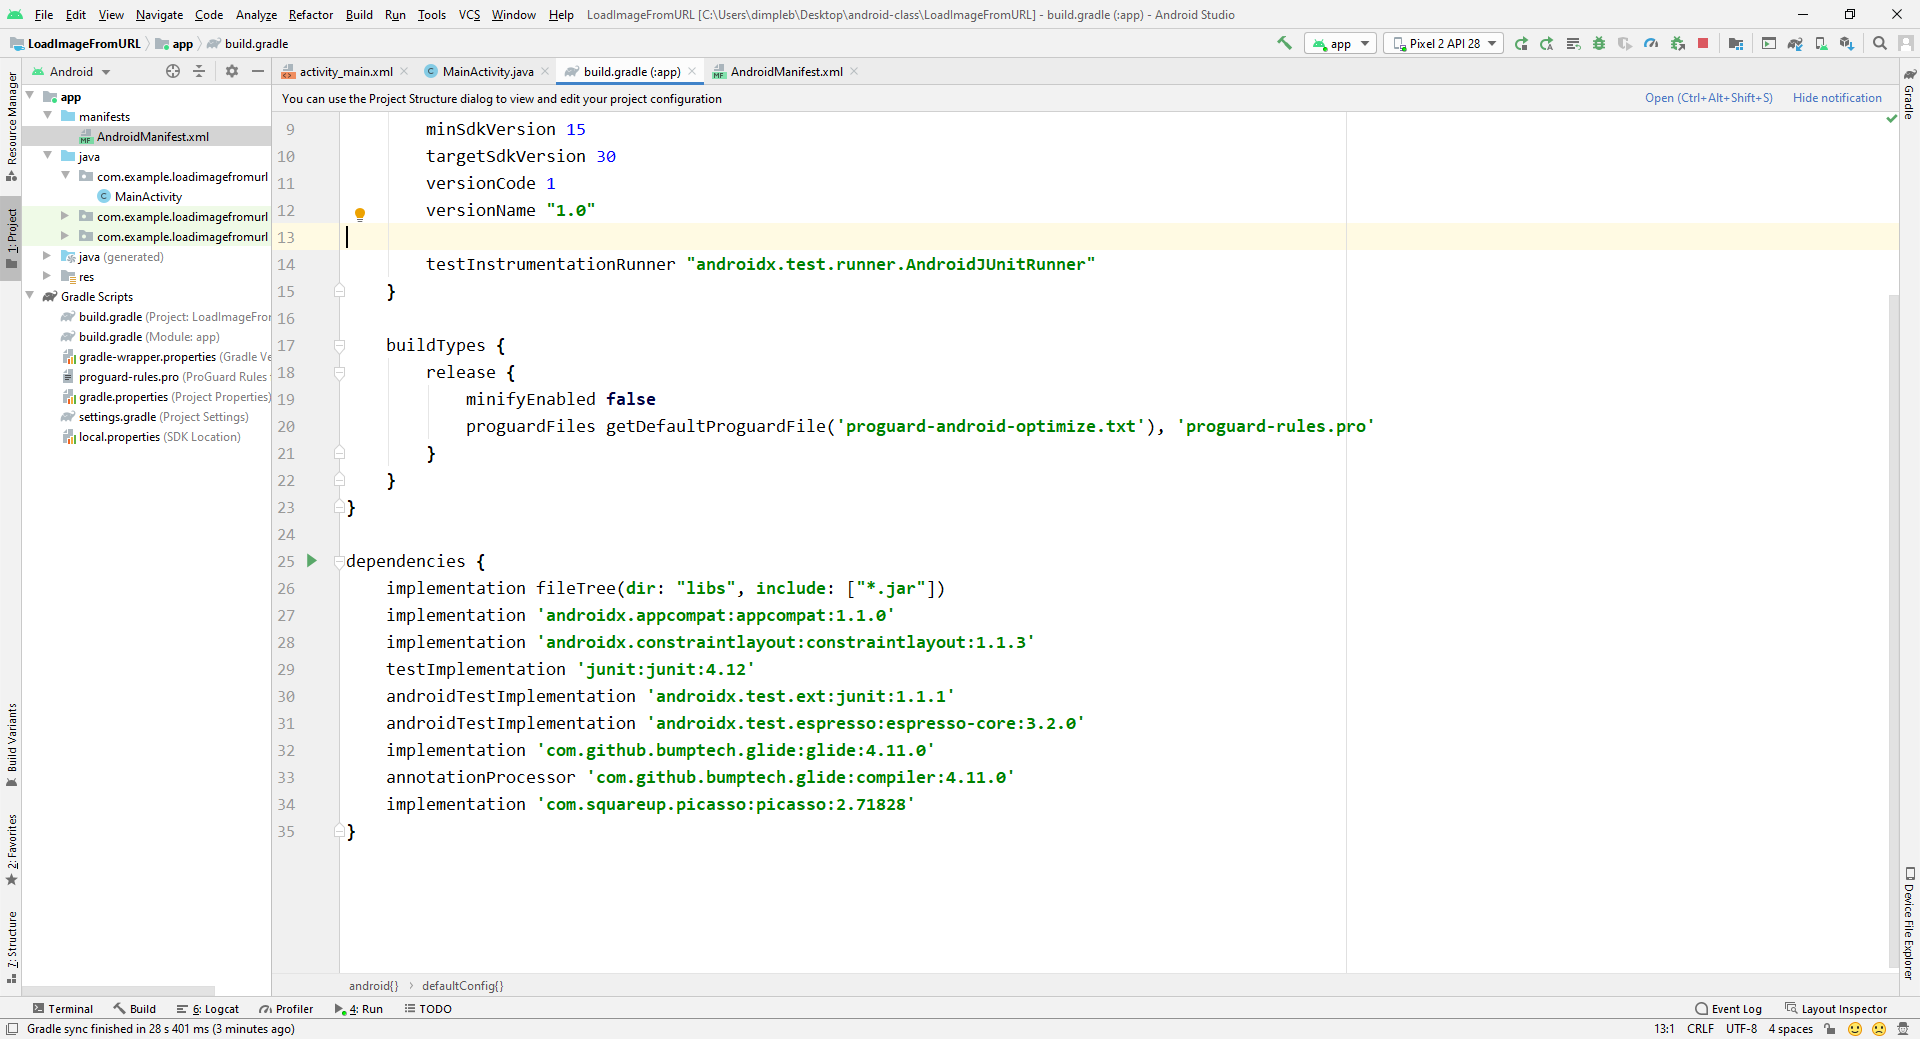 File Edit View Navigate Code Analyze Refactor Build Run Tools VCS Window Help LoadImageFromURL [C:\Users\dimpleb\Desktop\android-class\LoadImageFromURL] - build.gradle (:app) - Android Studio
LoadImageFromURL app build.gradle
app Pixel 2 API 28
Android
activity_main.xml MainActivity.java build.gradle (:app) AndroidManifest.xml
You can use the Project Structure dialog to view and edit your project configuration Open (Ctrl+Alt+Shift+S) Hide notification
Resource Manager
1: Project
Build Variants
2: Favorites
7: Structure
app
manifests
AndroidManifest.xml
java
com.example.loadimagefromurl
MainActivity
com.example.loadimagefromurl
com.example.loadimagefromurl
java (generated)
res
Gradle Scripts
build.gradle (Project: LoadImageFror
build.gradle (Module: app)
gradle-wrapper.properties (Gradle Ve
proguard-rules.pro (ProGuard Rules
gradle.properties (Project Properties)
settings.gradle (Project Settings)
local.properties (SDK Location)
9 minSdkVersion 15
10 targetSdkVersion 30
11 versionCode 1
12 versionName "1.0"
13
14 testInstrumentationRunner "androidx.test.runner.AndroidJUnitRunner"
15 }
16
17 buildTypes {
18 release {
19 minifyEnabled false
20 proguardFiles getDefaultProguardFile('proguard-android-optimize.txt'), 'proguard-rules.pro'
21 }
22 }
23 }
24
25 dependencies {
26 implementation fileTree(dir: "libs", include: ["*.jar"])
27 implementation 'androidx.appcompat:appcompat:1.1.0'
28 implementation 'androidx.constraintlayout:constraintlayout:1.1.3'
29 testImplementation 'junit:junit:4.12'
30 androidTestImplementation 'androidx.test.ext:junit:1.1.1'
31 androidTestImplementation 'androidx.test.espresso:espresso-core:3.2.0'
32 implementation 'com.github.bumptech.glide:glide:4.11.0'
33 annotationProcessor 'com.github.bumptech.glide:compiler:4.11.0'
34 implementation 'com.squareup.picasso:picasso:2.71828'
35 }
Gradle
Device File Explorer
android{} › defaultConfig{}
Terminal Build 6: Logcat Profiler 4: Run TODO Event Log Layout Inspector
Gradle sync finished in 28 s 401 ms (3 minutes ago) 13:1 CRLF UTF-8 4 spaces